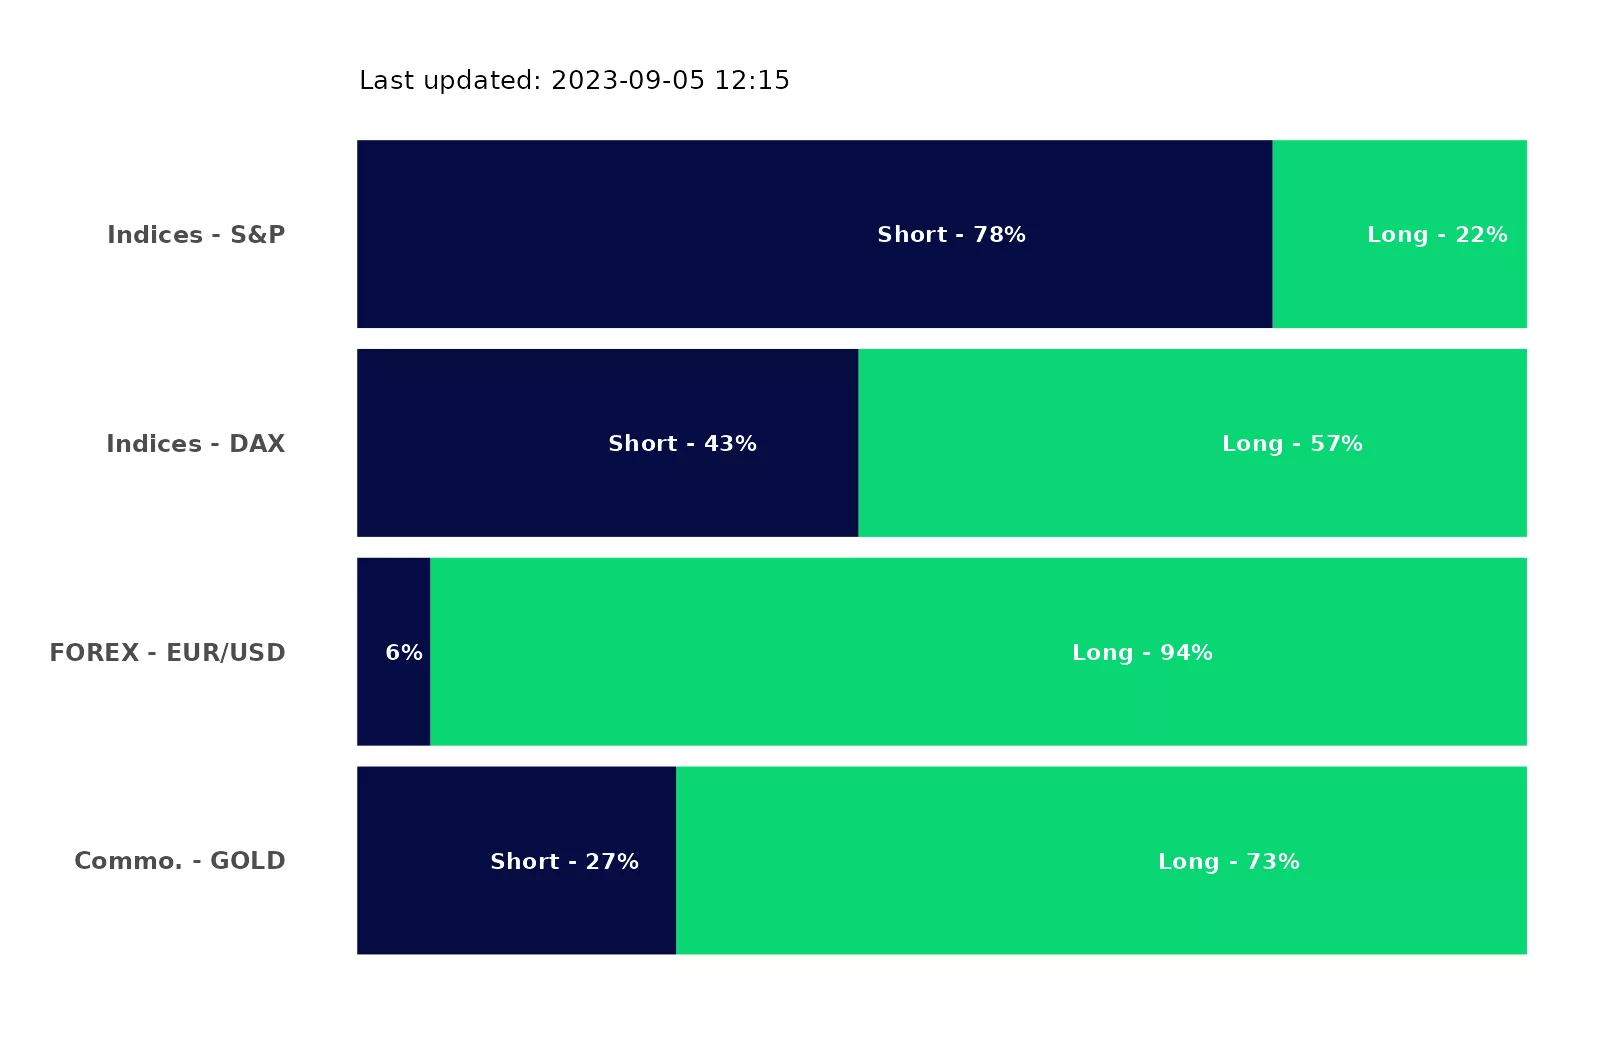 Last updated: 2023-09-05 12:15
Indices - S&P Short - 78% Long - 22%
Indices - DAX Short - 43% Long - 57%
FOREX - EUR/USD 6% Long - 94%
Commo. - GOLD Short - 27% Long - 73%